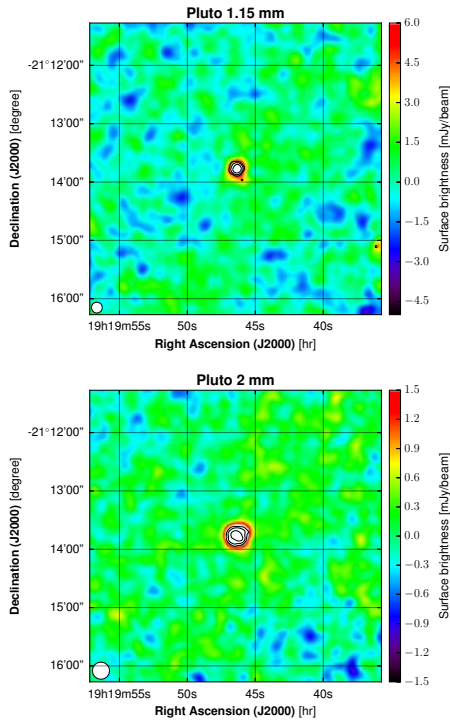 Pluto 1.15 mm
-21°12'00"
13'00"
14'00"
15'00"
16'00"
19h19m55s 50s 45s 40s
Right Ascension (J2000) [hr]
Declination (J2000) [degree]
6.0
4.5
3.0
1.5
0.0
−1.5
−3.0
−4.5
Surface brightness [mJy/beam]
Pluto 2 mm
-21°12'00"
13'00"
14'00"
15'00"
16'00"
19h19m55s 50s 45s 40s
Right Ascension (J2000) [hr]
Declination (J2000) [degree]
1.5
1.2
0.9
0.6
0.3
0.0
−0.3
−0.6
−0.9
−1.2
−1.5
Surface brightness [mJy/beam]